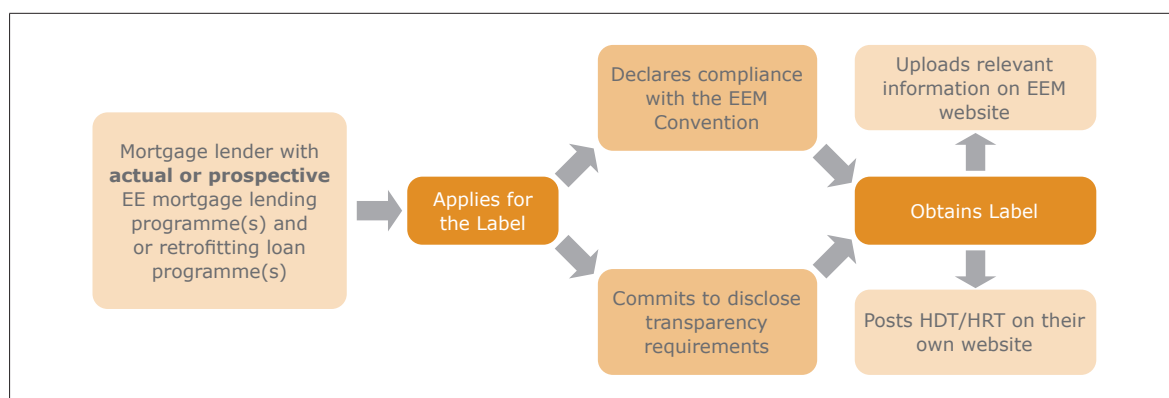 Mortgage lender with
actual or prospective
EE mortgage lending
programme(s) and
or retrofitting loan
programme(s)
Applies for
the Label
Declares compliance
with the EEM
Convention
Commits to disclose
transparency
requirements
Uploads relevant
information on EEM
website
Obtains Label
Posts HDT/HRT on their
own website